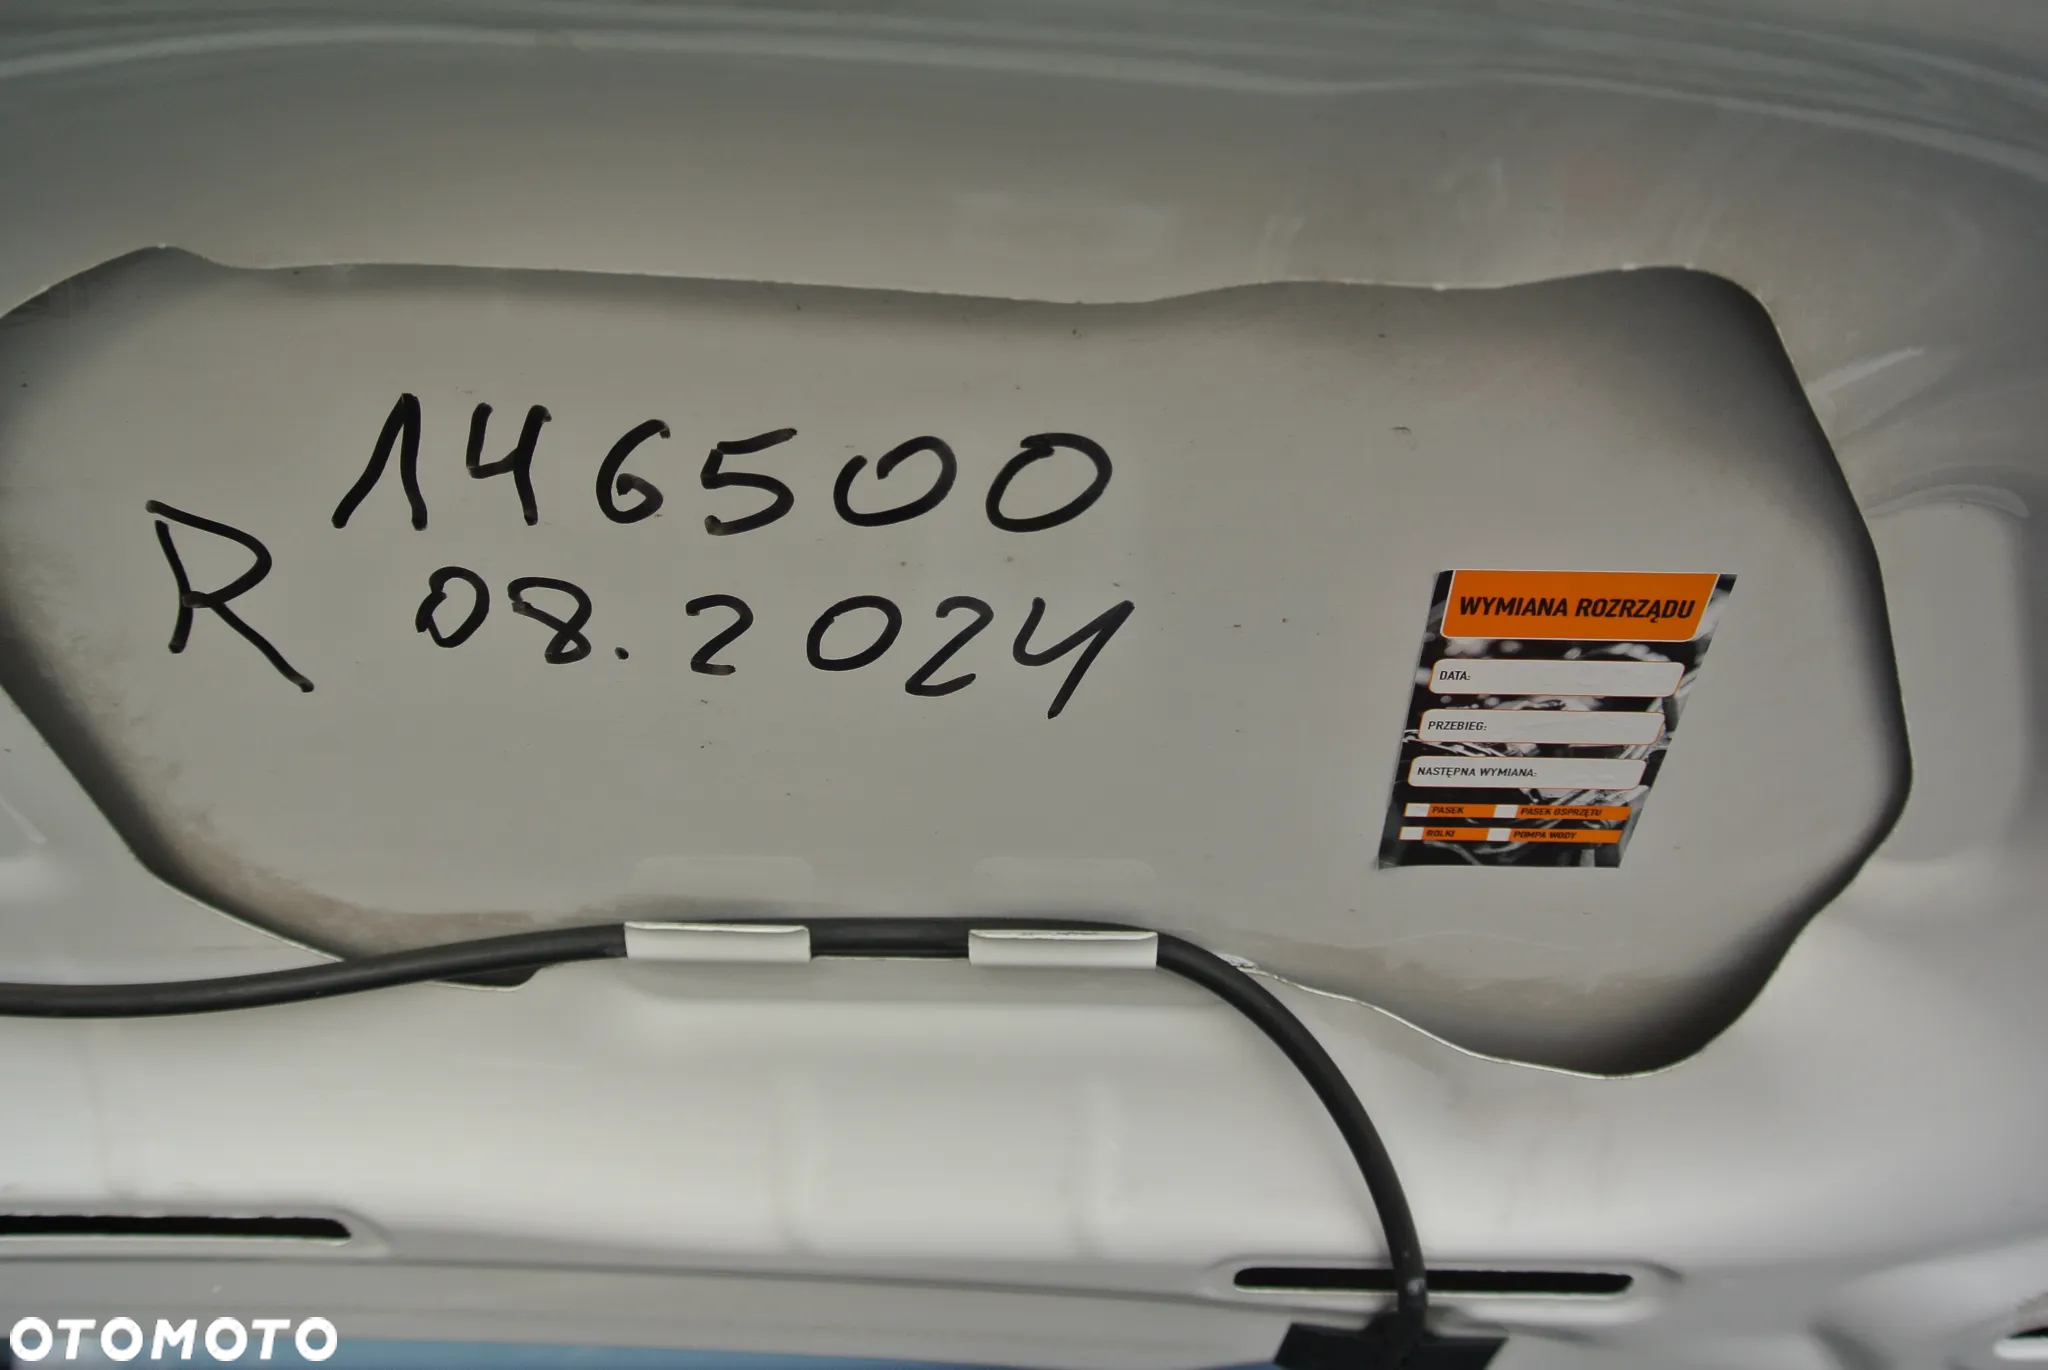 146500
R 08.2024
WYMIANA ROZRZĄDU
DATA:
PRZEBIEG:
NASTĘPNA WYMIANA:
PASEK PASEK OSPRZĘTU
ROLKI POMPA WODY
OTOMOTO